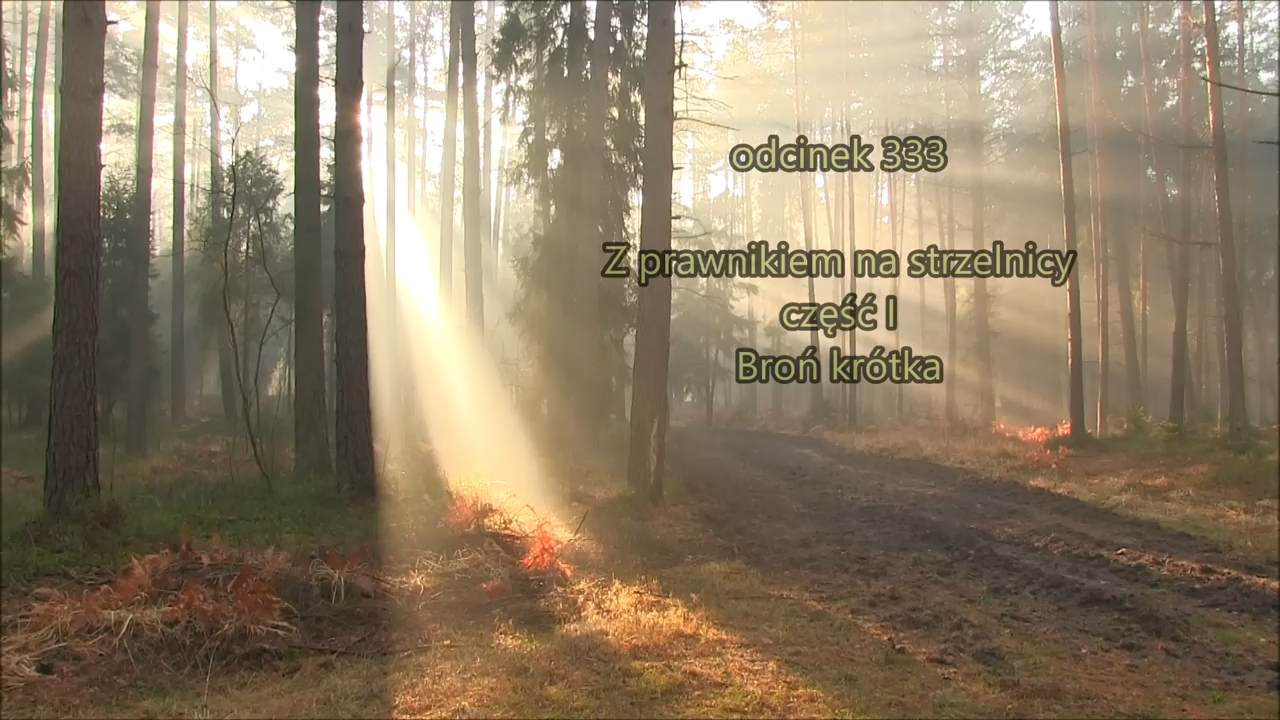 odcinek 333
Z prawnikiem na strzelnicy
część I
Broń krótka